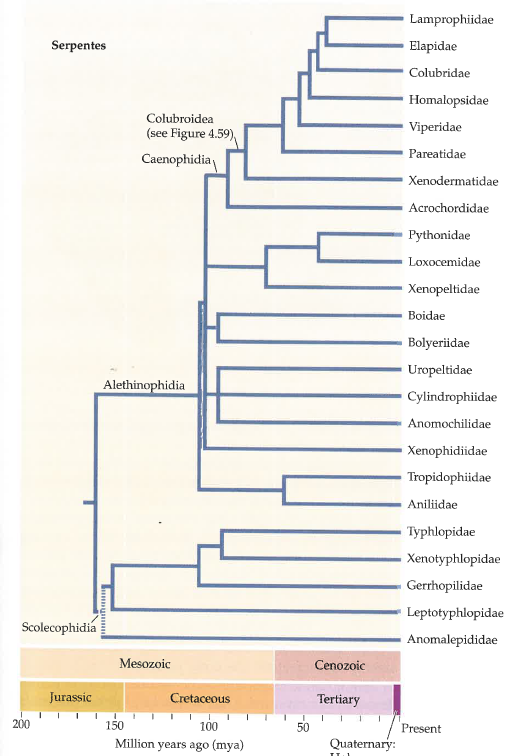 Serpentes
Lamprophiidae
Elapidae
Colubridae
Homalopsidae
Colubroidea
(see Figure 4.59)
Viperidae
Pareatidae
Caenophidia
Xenodermatidae
Acrochordidae
Pythonidae
Loxocemidae
Xenopeltidae
Boidae
Bolyeriidae
Uropeltidae
Alethinophidia
Cylindrophiidae
Anomochilidae
Xenophidiidae
Tropidophiidae
Aniliidae
Typhlopidae
Xenotyphlopidae
Gerrhopilidae
Leptotyphlopidae
Scolecophidia
Anomalepididae
Mesozoic
Cenozoic
Jurassic
Cretaceous
Tertiary
200
150
100
50
Present
Million years ago (mya)
Quaternary: